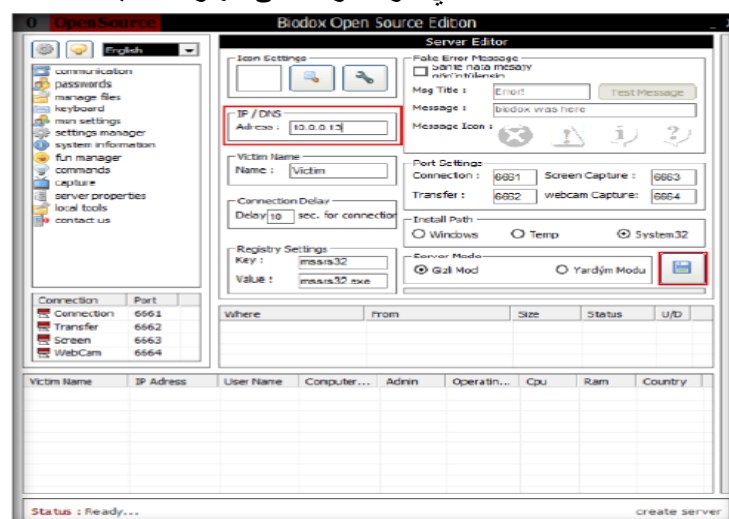 OpenSource
Biodox Open Source Edition
English
communication
passwords
manage files
keyboard
msn settings
settings manager
system information
fun manager
commands
capture
server properties
local tools
contact us
Server Editor
Icon Settings
Fake Error Message
Msg Title : Error! Test Message
Message : biodox was here
Message Icon :
IP / DNS
Adress : 10.0.0.13
Victim Name
Name : Victim
Connection Delay
Delay 10 sec. for connection
Registry Settings
Key : mssrs32
Value : mssrs32.exe
Port Settings
Connection : 6661 Screen Capture : 6663
Transfer : 6662 webcam Capture: 6664
Install Path
Windows Temp System32
Server Mode
Gizli Mod Yardým Modu
Connection Port
Connection 6661
Transfer 6662
Screen 6663
WebCam 6664
Where From Size Status U/D
Victim Name IP Adress User Name Computer... Admin Operatin... Cpu Ram Country
Status : Ready...
create server